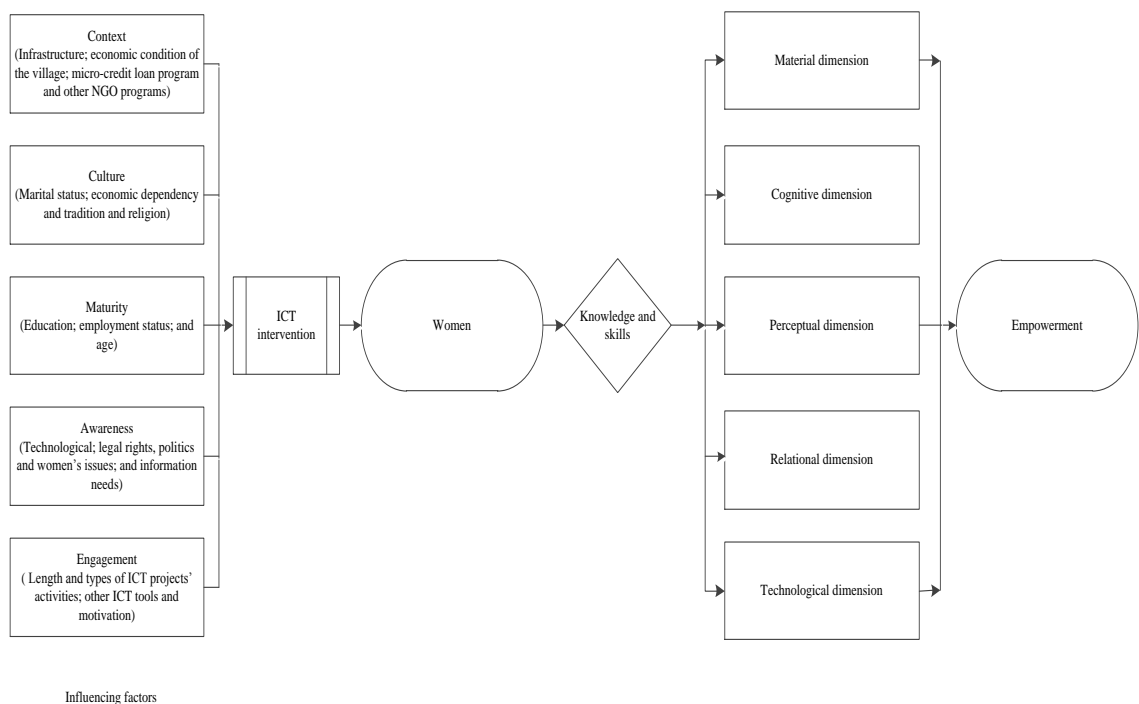 Context
(Infrastructure; economic condition of
the village; micro-credit loan program
and other NGO programs)
Culture
(Marital status; economic dependency
and tradition and religion)
Maturity
(Education; employment status; and
age)
Awareness
(Technological; legal rights, politics
and women’s issues; and information
needs)
Engagement
( Length and types of ICT projects’
activities; other ICT tools and
motivation)
Influencing factors
ICT
intervention
Women
Knowledge and
skills
Material dimension
Cognitive dimension
Perceptual dimension
Relational dimension
Technological dimension
Empowerment